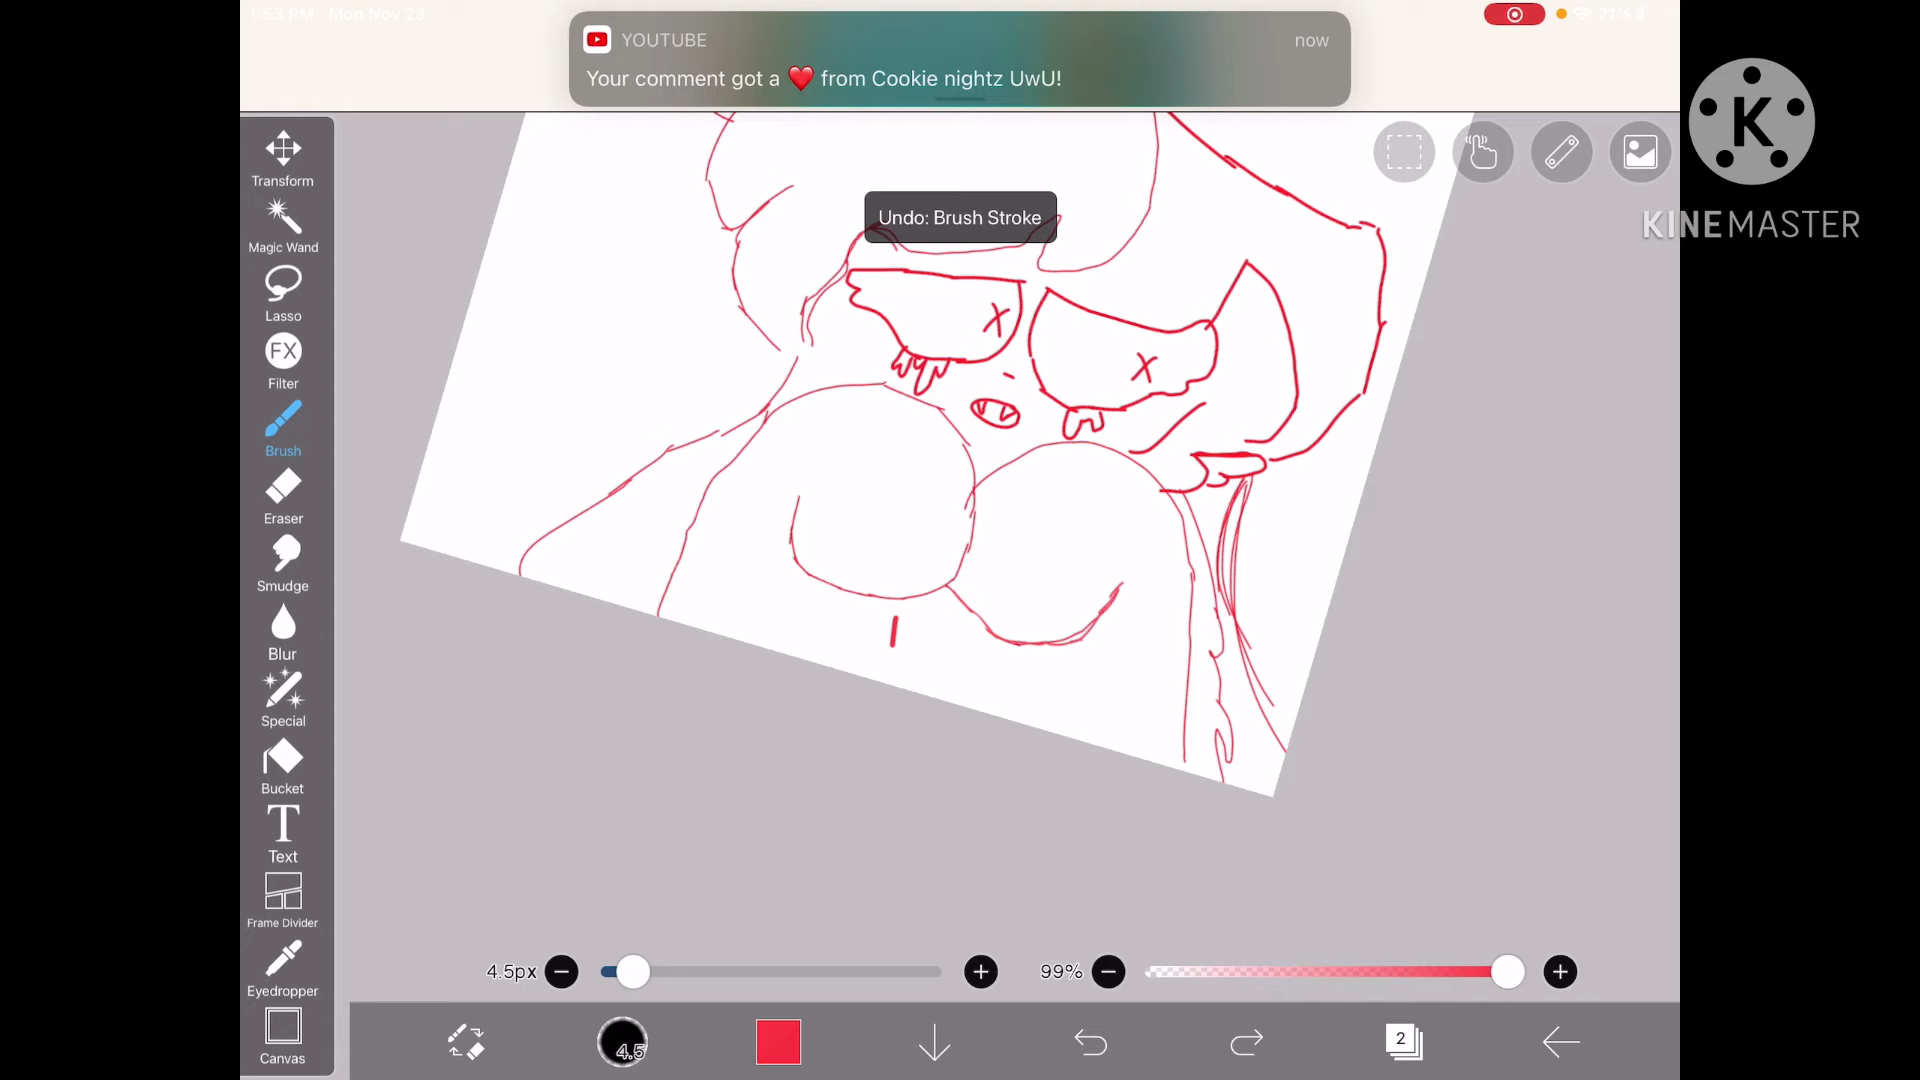 1:53 PM Mon Nov 23
21%
YOUTUBE
now
Your comment got a ❤️ from Cookie nightz UwU!
K
KINEMASTER
Undo: Brush Stroke
Transform
Magic Wand
Lasso
FX
Filter
Brush
Eraser
Smudge
Blur
Special
Bucket
T
Text
Frame Divider
Eyedropper
Canvas
4.5px
99%
4.5
2